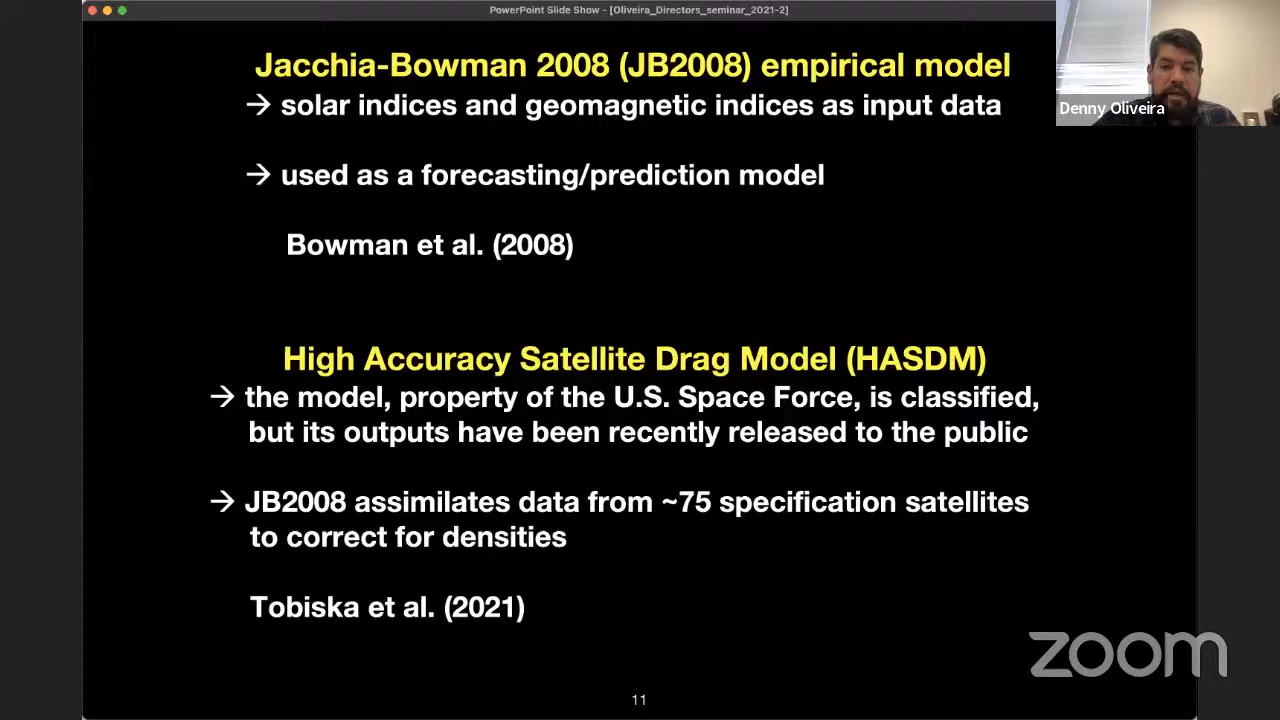 PowerPoint Slide Show - [Oliveira_Directors_seminar_2021-2]
Jacchia-Bowman 2008 (JB2008) empirical model
→ solar indices and geomagnetic indices as input data
Denny Oliveira
→ used as a forecasting/prediction model
Bowman et al. (2008)
High Accuracy Satellite Drag Model (HASDM)
→ the model, property of the U.S. Space Force, is classified,
but its outputs have been recently released to the public
→ JB2008 assimilates data from ~75 specification satellites
to correct for densities
Tobiska et al. (2021)
zoom
11